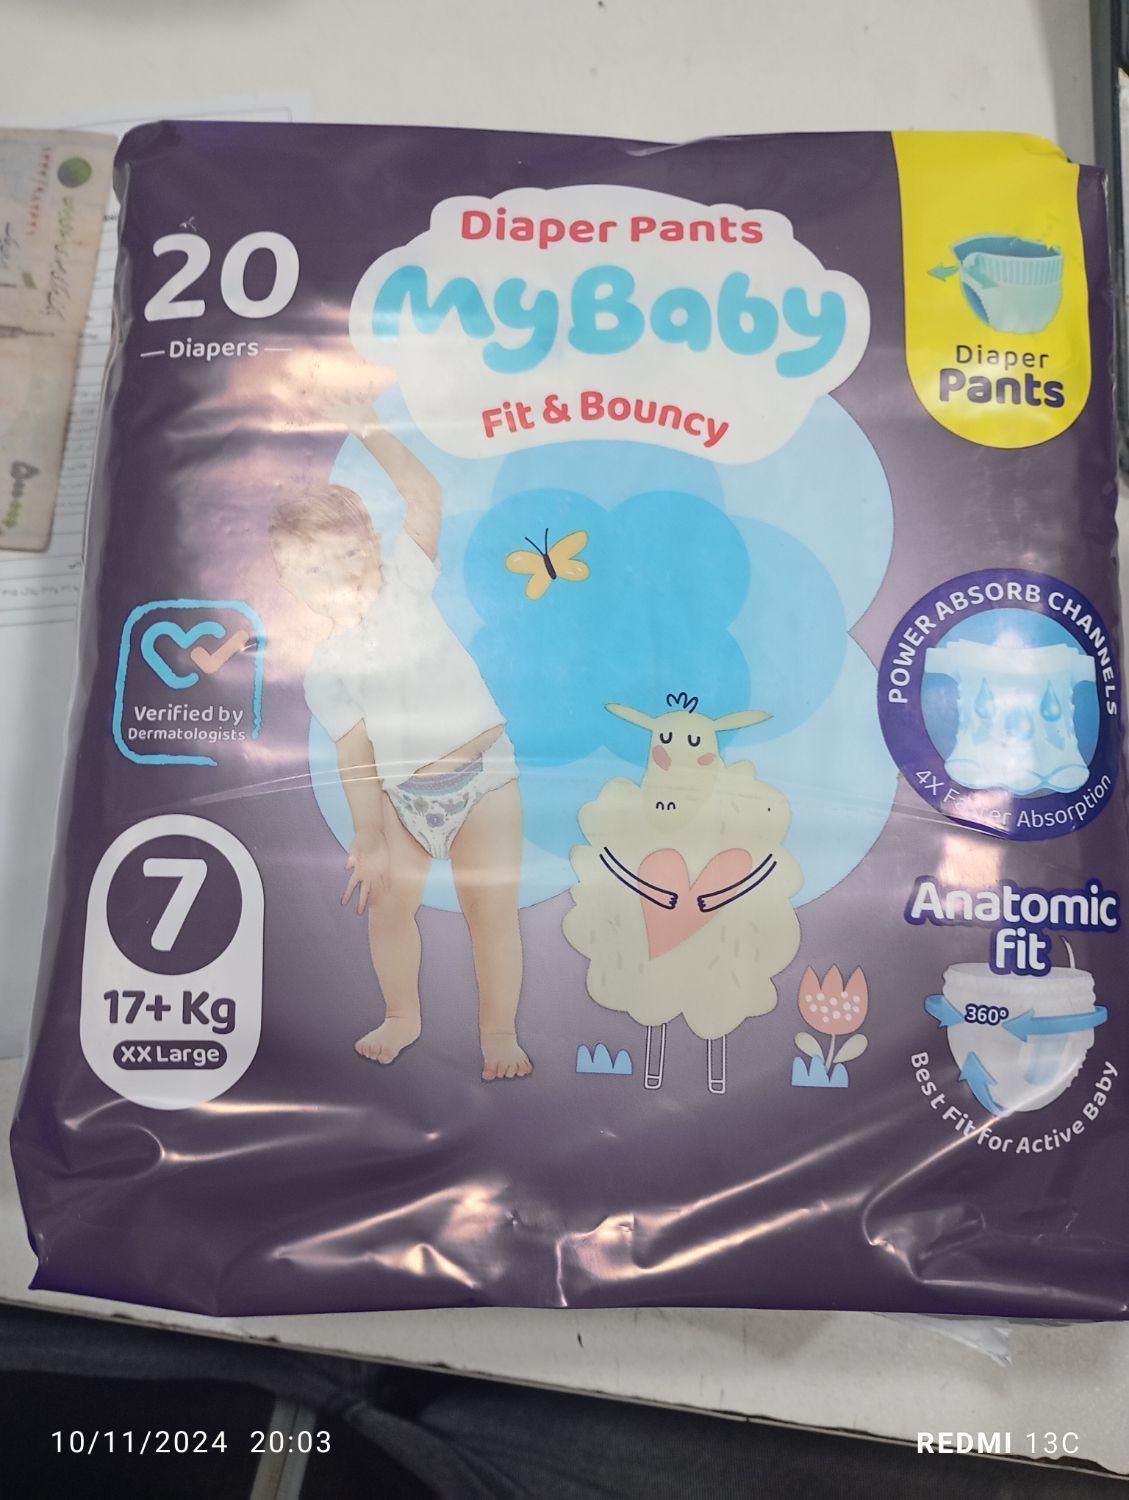 20
Diapers
Diaper Pants
MyBaby
Fit & Bouncy
Diaper
Pants
Verified by
Dermatologists
POWER ABSORB CHANNELS
4X Faster Absorption
7
17+ Kg
XX Large
Anatomic
fit
360°
Best Fit for Active Baby
10/11/2024 20:03
REDMI 13C